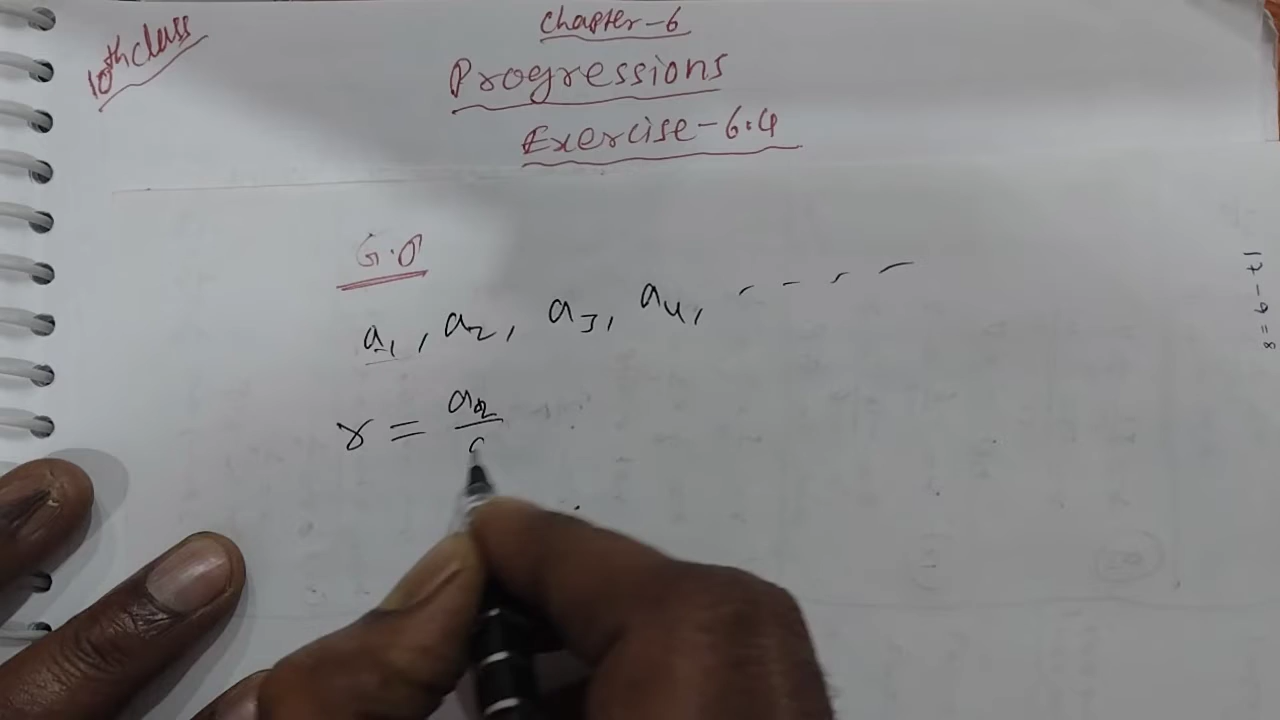 10th class
Chapter-6
Progressions
Exercise-6.4
G.P
a1, a2, a3, a4, - - - -
r = a2/